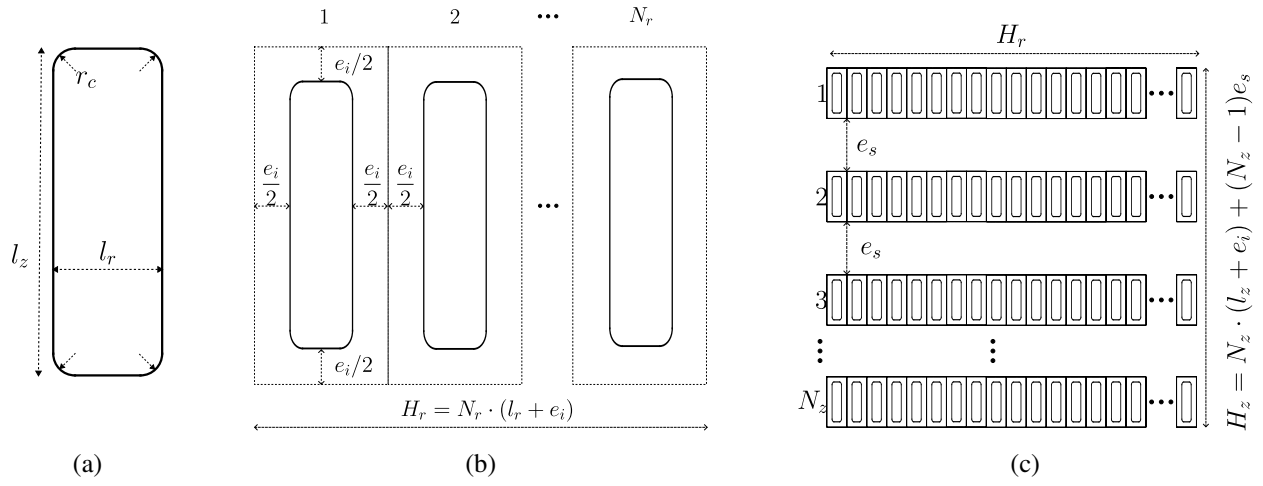 l_z
l_r
r_c
(a)
1 2 ••• N_r
e_i/2
e_i/2 e_i/2 e_i/2 •••
e_i/2
H_r = N_r · (l_r + e_i)
(b)
H_r
1 •••
e_s
2 •••
e_s
3 •••
N_z •••
H_z = N_z · (l_z + e_i) + (N_z − 1)e_s
(c)